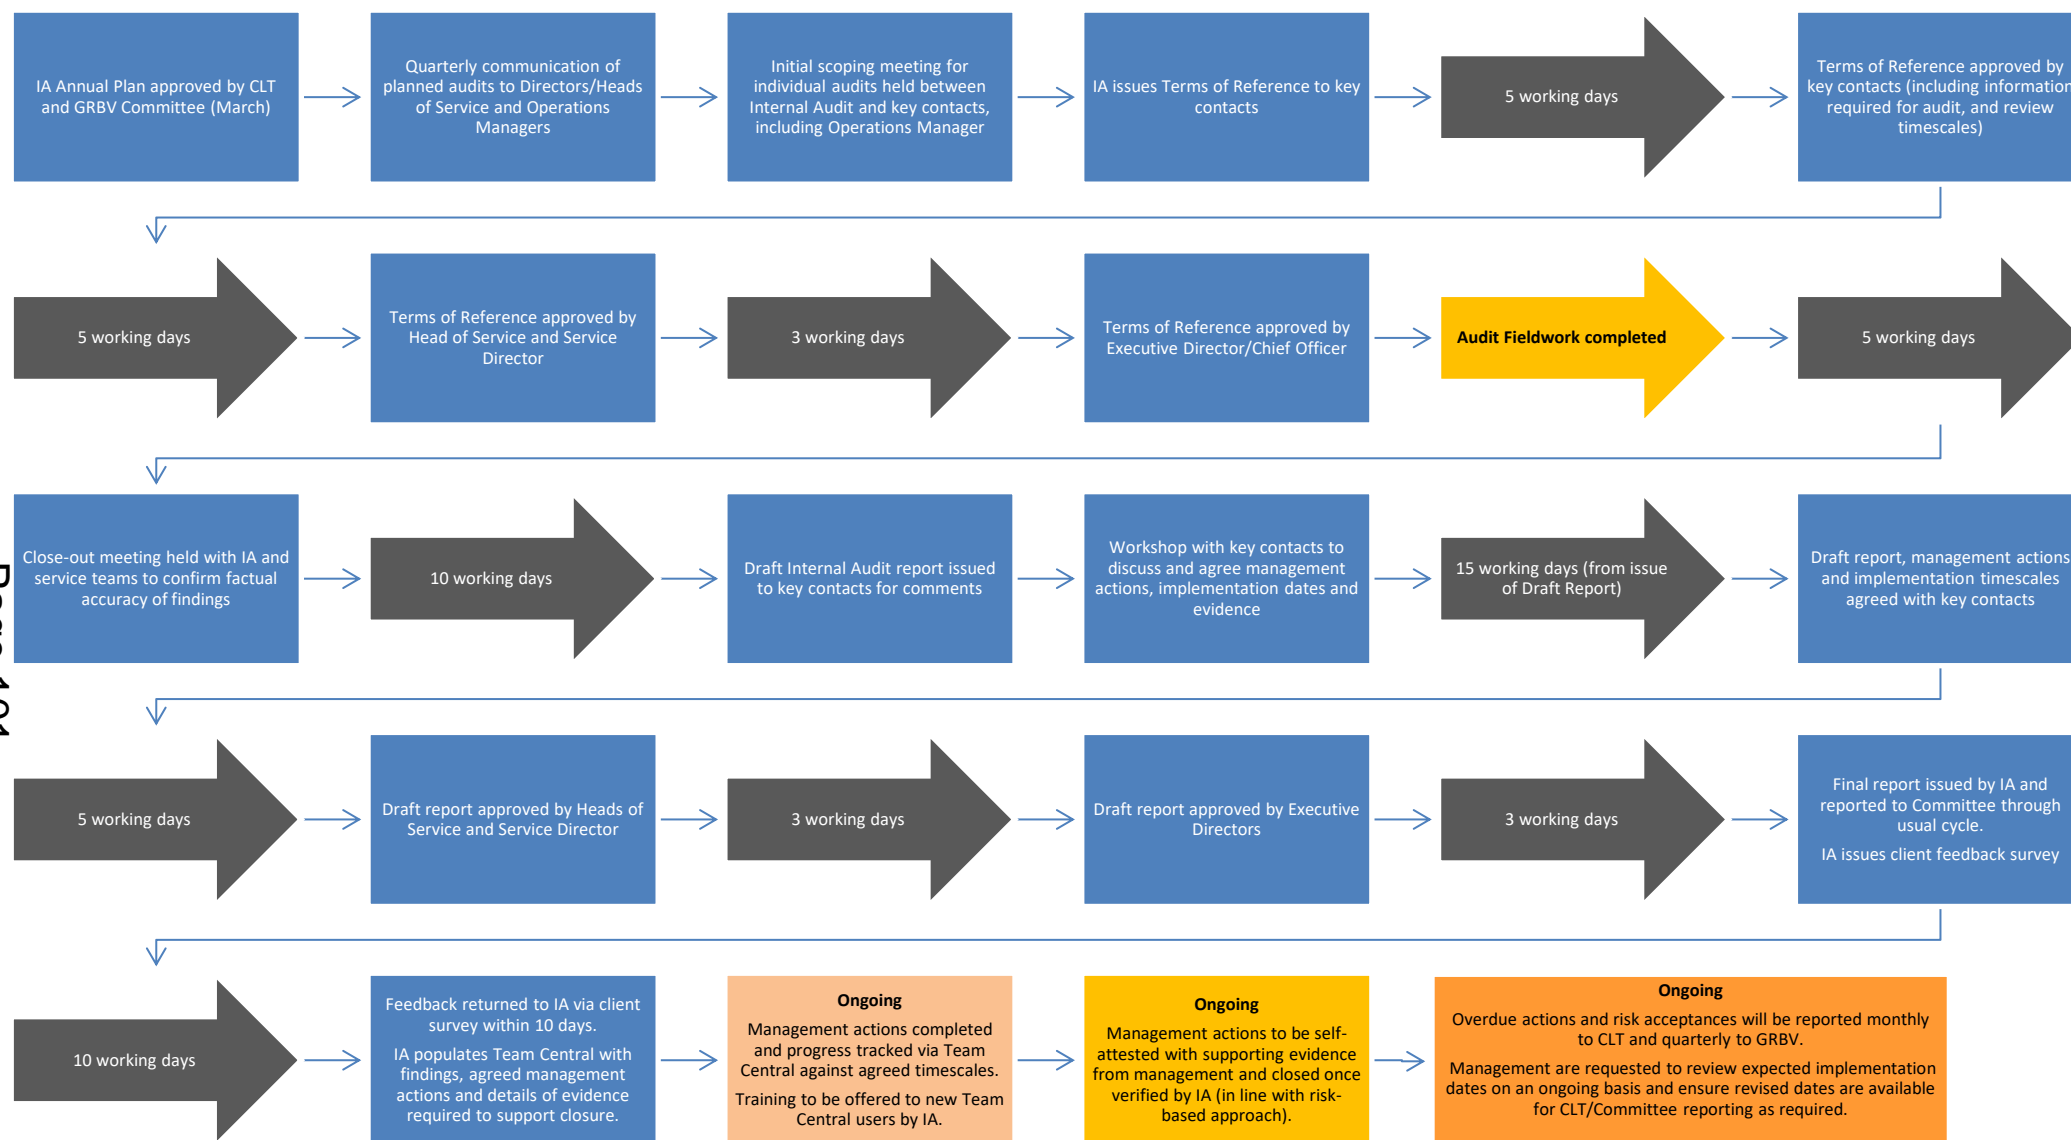 IA Annual Plan approved by CLT
and GRBV Committee (March)
Quarterly communication of
planned audits to Directors/Heads
of Service and Operations
Managers
Initial scoping meeting for
individual audits held between
Internal Audit and key contacts,
including Operations Manager
IA issues Terms of Reference to key
contacts
5 working days
Terms of Reference approved by
key contacts (including information
required for audit, and review
timescales)
5 working days
Terms of Reference approved by
Head of Service and Service
Director
3 working days
Terms of Reference approved by
Executive Director/Chief Officer
Audit Fieldwork completed
5 working days
Close-out meeting held with IA and
service teams to confirm factual
accuracy of findings
10 working days
Draft Internal Audit report issued
to key contacts for comments
Workshop with key contacts to
discuss and agree management
actions, implementation dates and
evidence
15 working days (from issue
of Draft Report)
Draft report, management actions
and implementation timescales
agreed with key contacts
5 working days
Draft report approved by Heads of
Service and Service Director
3 working days
Draft report approved by Executive
Directors
3 working days
Final report issued by IA and
reported to Committee through
usual cycle.
IA issues client feedback survey
10 working days
Feedback returned to IA via client
survey within 10 days.
IA populates Team Central with
findings, agreed management
actions and details of evidence
required to support closure.
Ongoing
Management actions completed
and progress tracked via Team
Central against agreed timescales.
Training to be offered to new Team
Central users by IA.
Ongoing
Management actions to be self-
attested with supporting evidence
from management and closed once
verified by IA (in line with risk-
based approach).
Ongoing
Overdue actions and risk acceptances will be reported monthly
to CLT and quarterly to GRBV.
Management are requested to review expected implementation
dates on an ongoing basis and ensure revised dates are available
for CLT/Committee reporting as required.